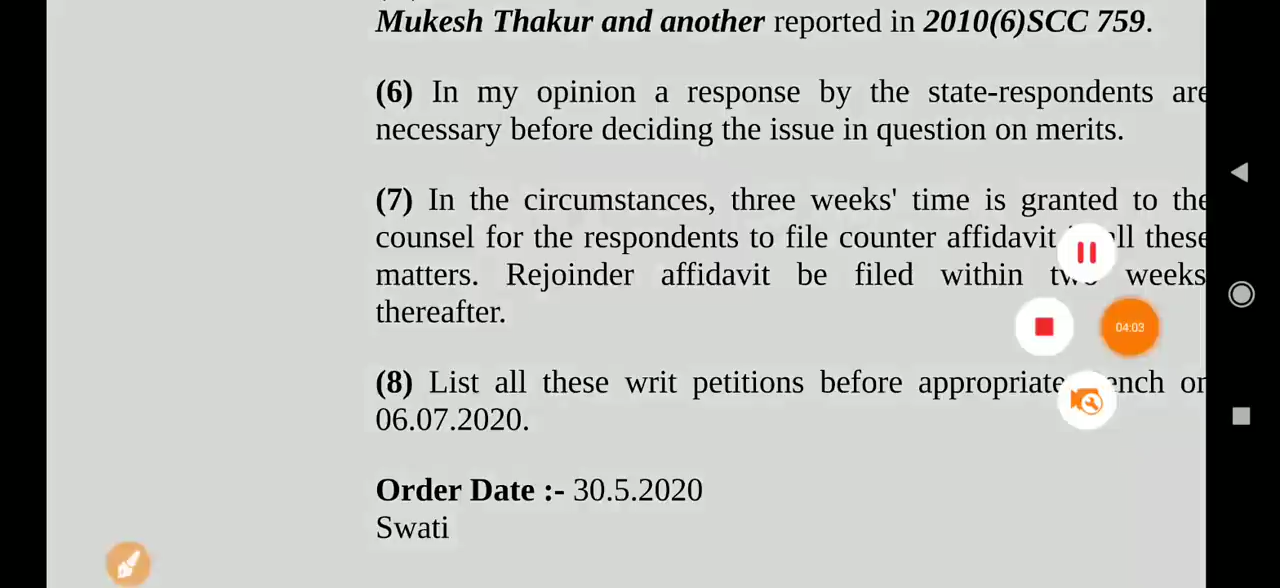 Mukesh Thakur and another reported in 2010(6)SCC 759.
(6) In my opinion a response by the state-respondents are
necessary before deciding the issue in question on merits.
(7) In the circumstances, three weeks' time is granted to the
counsel for the respondents to file counter affidavit all these
matters. Rejoinder affidavit be filed within two weeks
thereafter.
(8) List all these writ petitions before appropriate bench on
06.07.2020.
Order Date :- 30.5.2020
Swati
04:03